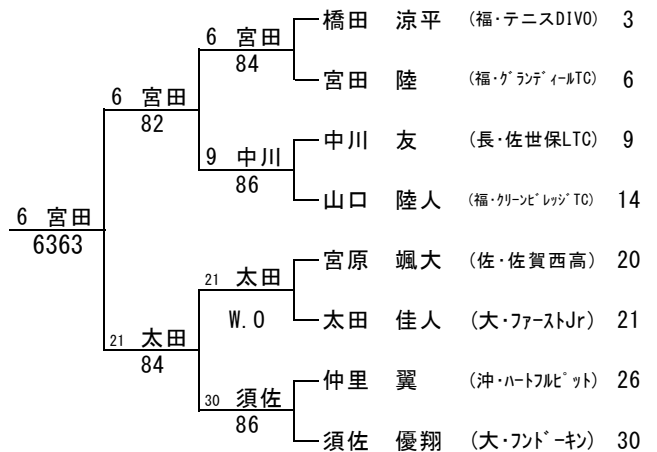 橋田 涼平 (福・テニスDIVO) 3
6 宮田
84
宮田 陸 (福・グランディールTC) 6
6 宮田
82
中川 友 (長・佐世保LTC) 9
9 中川
86
山口 陸人 (福・クリーンビレッジTC) 14
6 宮田
6363
宮原 颯大 (佐・佐賀西高) 20
21 太田
W.O
太田 佳人 (大・ファーストJr) 21
21 太田
84
仲里 翼 (沖・ハートフルピット) 26
30 須佐
86
須佐 優翔 (大・フンドーキン) 30